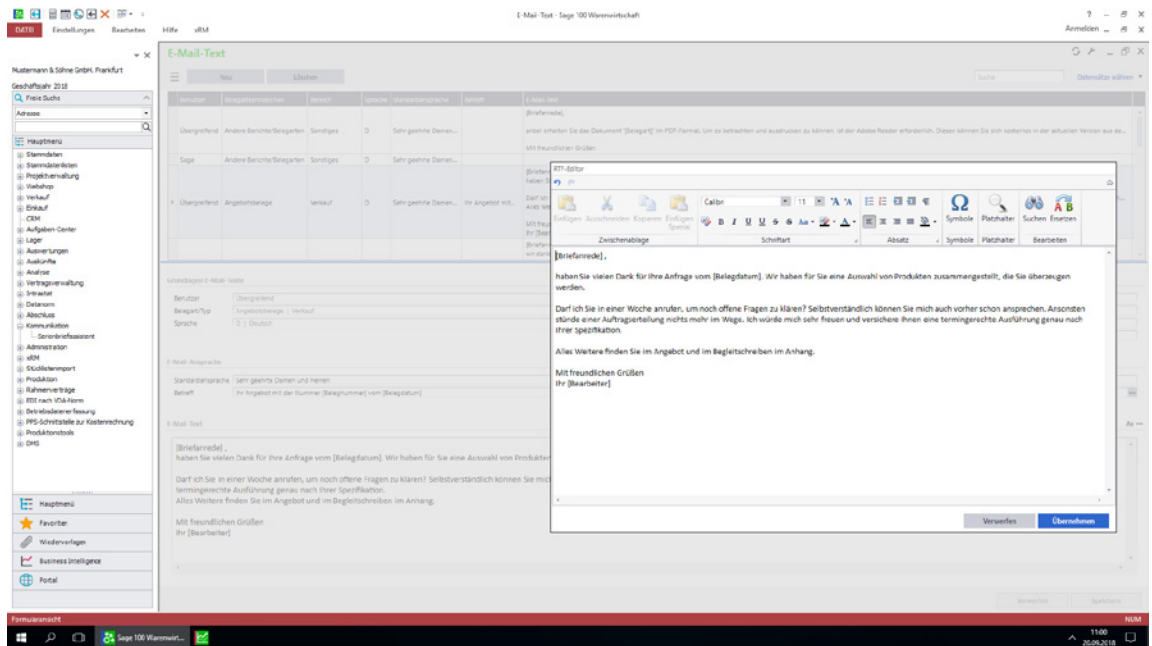 E-Mail-Text - Sage 100 Warenwirtschaft
DATEI Einstellungen Bearbeiten Hilfe xRM
Anmelden
Mustermann & Söhne GmbH, Frankfurt
Geschäftsjahr 2018
Freie Suche
Adresse
Hauptmenü
Stammdaten
Stammdatenlisten
Projektverwaltung
Webshop
Verkauf
Einkauf
CRM
Aufgaben-Center
Lager
Auswertungen
Auskünfte
Analyse
Vertragsverwaltung
Intrastat
Datanorm
Abschluss
Kommunikation
Serienbriefassistent
Administration
xRM
Stücklistenimport
Produktion
Rahmenverträge
EDI nach VDA-Norm
Betriebsdatenerfassung
PPS-Schnittstelle zur Kostenrechnung
Produktionstools
DMS
Hauptmenü
Favoriten
Wiedervorlagen
Business Intelligence
Portal
E-Mail-Text
Neu Löschen
Suche Datensätze wählen
Benutzer Bereich Sprache Standardansprache Betreff E-Mail-Text
[Briefanrede],
Übergreifend Andere Berichte/Belegarten Sonstiges D Sehr geehrte Damen...
anbei erhalten Sie das Dokument '[Belegart]' im PDF-Format. Um es betrachten und ausdrucken zu können, ist der Adobe Reader erforderlich. Diesen können Sie sich kostenlos in der aktuellen Version aus de...
Mit freundlichen Grüßen
Sage Andere Berichte/Belegarten Sonstiges D Sehr geehrte Damen...
Übergreifend Angebotsbelege Verkauf D Sehr geehrte Damen... Ihr Angebot mit...
Grundlagen E-Mail-Texte
Benutzer Übergreifend
Belegart/Typ Angebotsbelege | Verkauf
Sprache D | Deutsch
E-Mail-Ansprache
Standardansprache Sehr geehrte Damen und Herren
Betreff Ihr Angebot mit der Nummer [Belegnummer] vom [Belegdatum]
E-Mail-Text
[Briefanrede] ,
haben Sie vielen Dank für Ihre Anfrage vom [Belegdatum]. Wir haben für Sie eine Auswahl von Produkten
Darf ich Sie in einer Woche anrufen, um noch offene Fragen zu klären? Selbstverständlich können Sie mich
termingerechte Ausführung genau nach Ihrer Spezifikation.
Alles Weitere finden Sie im Angebot und im Begleitschreiben im Anhang.
Mit freundlichen Grüßen
Ihr [Bearbeiter]
RTF-Editor
Einfügen Ausschneiden Kopieren Einfügen Spezial
Calibri 11
Symbole Platzhalter Suchen Ersetzen
Zwischenablage Schriftart Absatz Symbole Platzhalter Bearbeiten
[Briefanrede] ,
haben Sie vielen Dank für Ihre Anfrage vom [Belegdatum]. Wir haben für Sie eine Auswahl von Produkten zusammengestellt, die Sie überzeugen
werden.
Darf ich Sie in einer Woche anrufen, um noch offene Fragen zu klären? Selbstverständlich können Sie mich auch vorher schon ansprechen. Ansonsten
stünde einer Auftragserteilung nichts mehr im Wege. Ich würde mich sehr freuen und versichere Ihnen eine termingerechte Ausführung genau nach
Ihrer Spezifikation.
Alles Weitere finden Sie im Angebot und im Begleitschreiben im Anhang.
Mit freundlichen Grüßen
Ihr [Bearbeiter]
Verwerfen Übernehmen
Verwerfen Speichern
Formularansicht NUM
Sage 100 Warenwirt...
11:00
20.09.2018